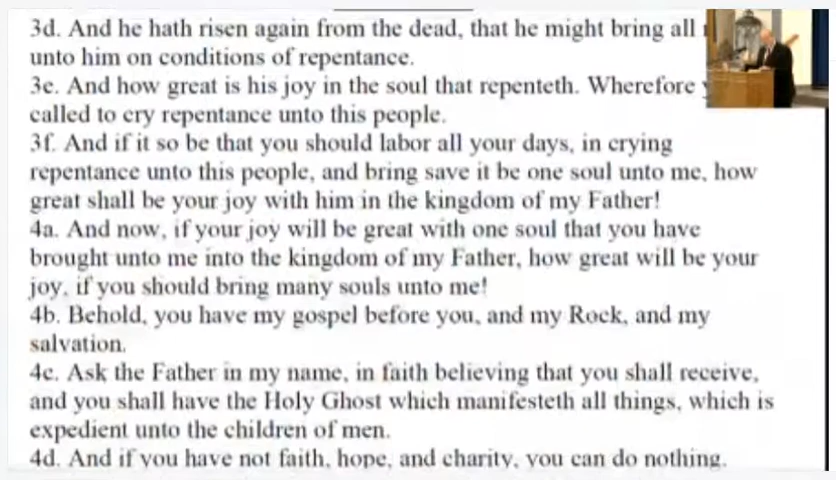 3d. And he hath risen again from the dead, that he might bring all
unto him on conditions of repentance.
3e. And how great is his joy in the soul that repenteth. Wherefore
called to cry repentance unto this people.
3f. And if it so be that you should labor all your days, in crying
repentance unto this people, and bring save it be one soul unto me, how
great shall be your joy with him in the kingdom of my Father!
4a. And now, if your joy will be great with one soul that you have
brought unto me into the kingdom of my Father, how great will be your
joy, if you should bring many souls unto me!
4b. Behold, you have my gospel before you, and my Rock, and my
salvation.
4c. Ask the Father in my name, in faith believing that you shall receive,
and you shall have the Holy Ghost which manifesteth all things, which is
expedient unto the children of men.
4d. And if you have not faith, hope, and charity, you can do nothing.